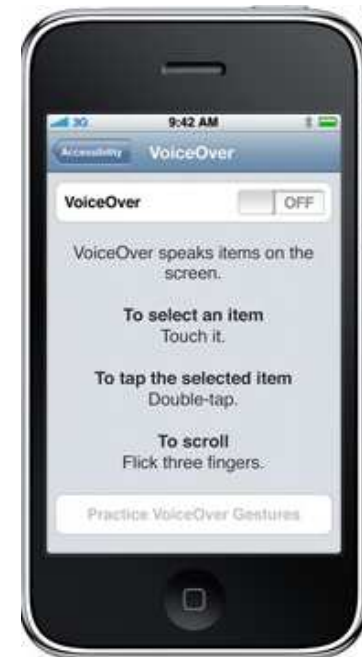 3G 9:42 AM
Accessibility VoiceOver
VoiceOver OFF
VoiceOver speaks items on the
screen.
To select an item
Touch it.
To tap the selected item
Double-tap.
To scroll
Flick three fingers.
Practice VoiceOver Gestures